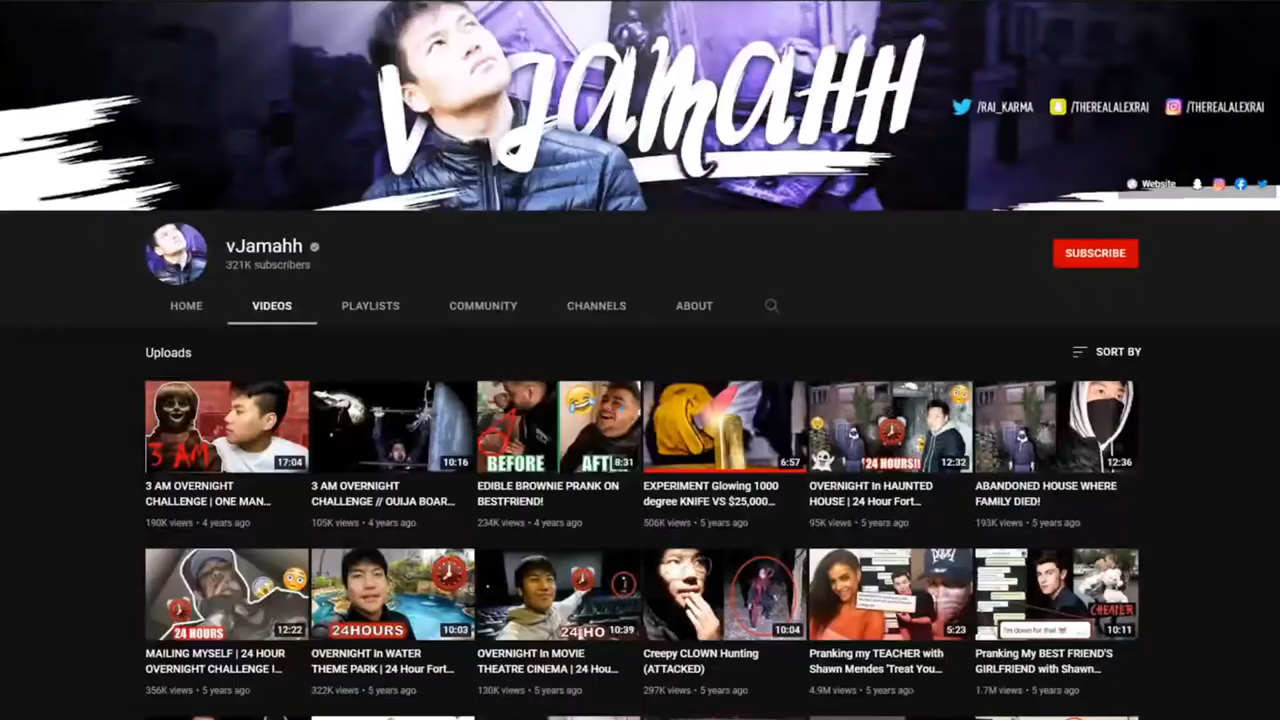 vJamahh
/RAI_KARMA /THEREALALEXRAI /THEREALALEXRAI
Website
vJamahh
321K subscribers
SUBSCRIBE
HOME VIDEOS PLAYLISTS COMMUNITY CHANNELS ABOUT
Uploads
SORT BY
3 AM
17:04
10:16
BEFORE AFT
8:31
6:57
24 HOURS!!
12:32
12:36
3 AM OVERNIGHT
CHALLENGE | ONE MAN...
190K views • 4 years ago
3 AM OVERNIGHT
CHALLENGE // OUIJA BOAR...
105K views • 4 years ago
EDIBLE BROWNIE PRANK ON
BESTFRIEND!
234K views • 4 years ago
EXPERIMENT Glowing 1000
degree KNIFE VS $25,000...
506K views • 5 years ago
OVERNIGHT In HAUNTED
HOUSE | 24 Hour Fort...
95K views • 5 years ago
ABANDONED HOUSE WHERE
FAMILY DIED!
193K views • 5 years ago
24 HOURS
12:22
24HOURS
10:03
24 HO
10:39
10:04
5:23
CHEATER
I'm down for that
10:11
MAILING MYSELF | 24 HOUR
OVERNIGHT CHALLENGE I...
356K views • 5 years ago
OVERNIGHT In WATER
THEME PARK | 24 Hour Fort...
322K views • 5 years ago
OVERNIGHT In MOVIE
THEATRE CINEMA | 24 Hou...
130K views • 5 years ago
Creepy CLOWN Hunting
(ATTACKED)
297K views • 5 years ago
Pranking my TEACHER with
Shawn Mendes 'Treat You...
4.9M views • 5 years ago
Pranking My BEST FRIEND'S
GIRLFRIEND with Shawn...
1.7M views • 5 years ago